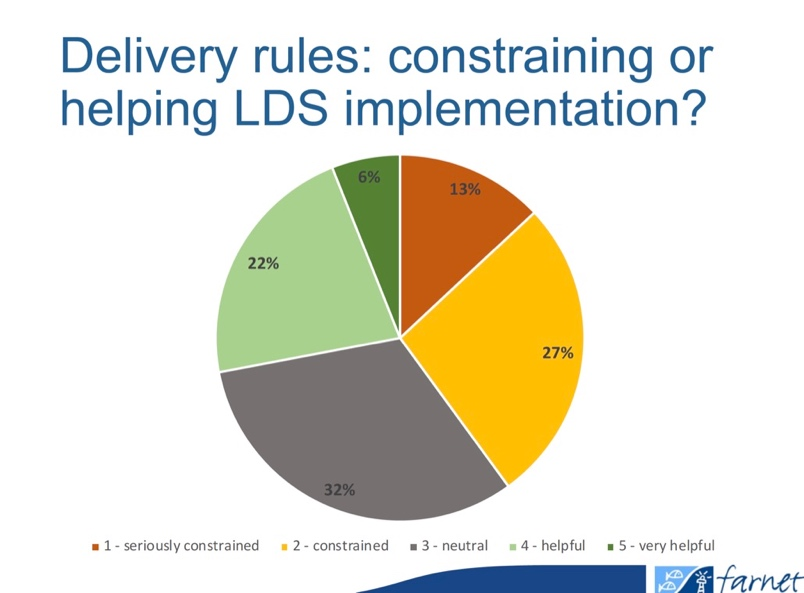 Delivery rules: constraining or
helping LDS implementation?
6%
13%
22%
27%
32%
1 - seriously constrained 2 - constrained 3 - neutral 4 - helpful 5 - very helpful
farnet